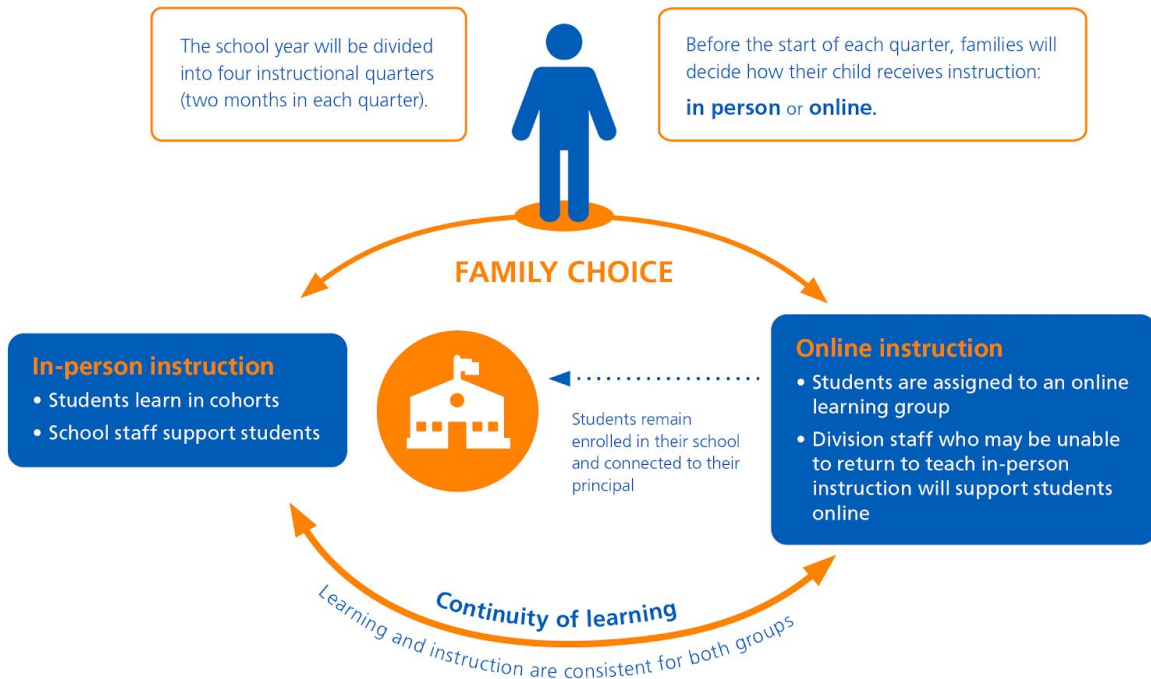 The school year will be divided
into four instructional quarters
(two months in each quarter).
Before the start of each quarter, families will
decide how their child receives instruction:
in person or online.
FAMILY CHOICE
In-person instruction
• Students learn in cohorts
• School staff support students
Students remain
enrolled in their school
and connected to their
principal
Online instruction
• Students are assigned to an online
learning group
• Division staff who may be unable
to return to teach in-person
instruction will support students
online
Continuity of learning
Learning and instruction are consistent for both groups